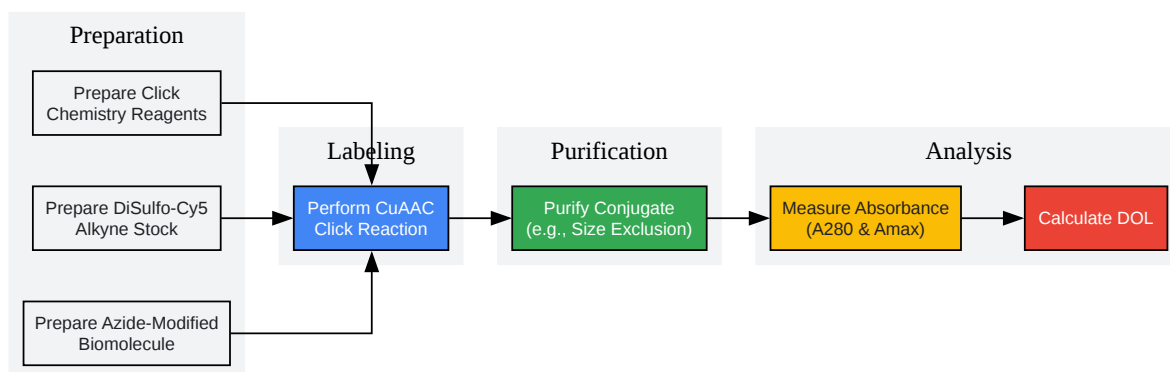 Preparation
Prepare Click
Chemistry Reagents
Prepare DiSulfo-Cy5
Alkyne Stock
Prepare Azide-Modified
Biomolecule
Labeling
Perform CuAAC
Click Reaction
Purification
Purify Conjugate
(e.g., Size Exclusion)
Analysis
Measure Absorbance
(A280 & Amax)
Calculate DOL